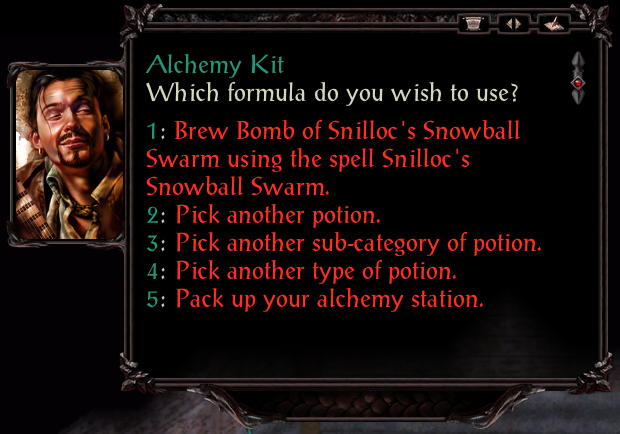 Alchemy Kit
Which formula do you wish to use?
1: Brew Bomb of Snilloc's Snowball
Swarm using the spell Snilloc's
Snowball Swarm.
2: Pick another potion.
3: Pick another sub-category of potion.
4: Pick another type of potion.
5: Pack up your alchemy station.